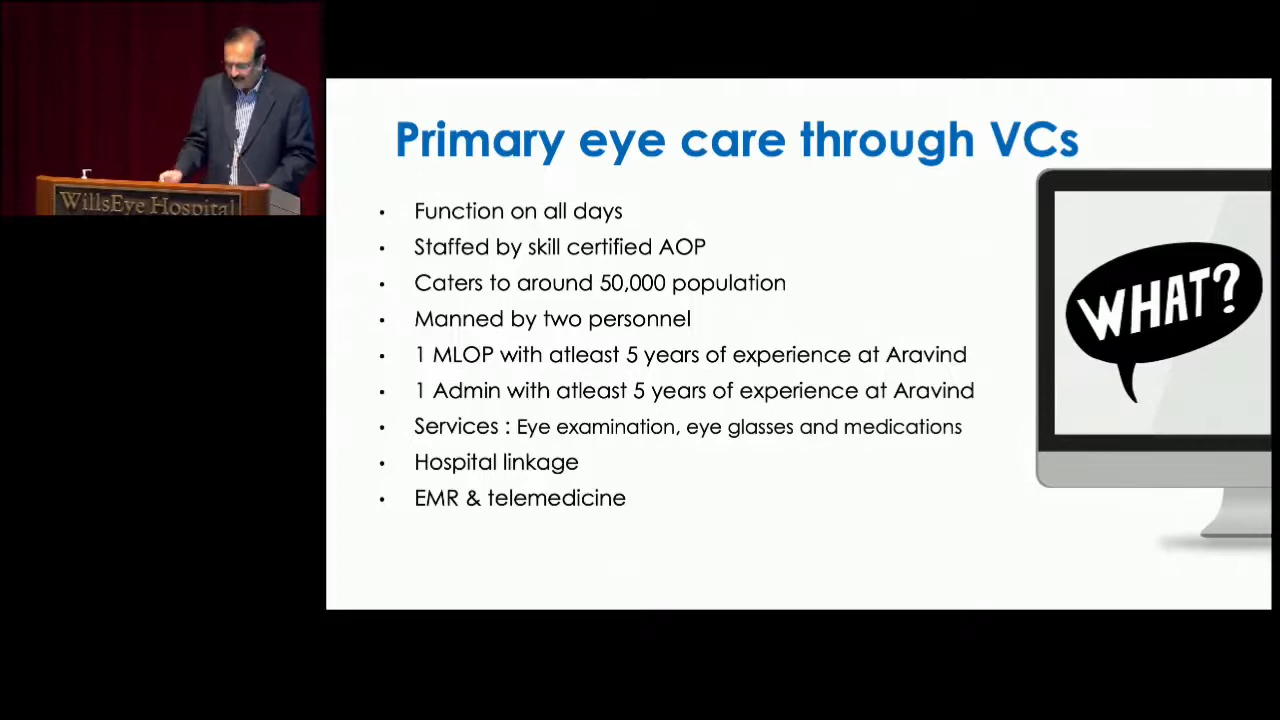 WillsEye Hospital
Primary eye care through VCs
• Function on all days
• Staffed by skill certified AOP
• Caters to around 50,000 population
• Manned by two personnel
• 1 MLOP with atleast 5 years of experience at Aravind
• 1 Admin with atleast 5 years of experience at Aravind
• Services : Eye examination, eye glasses and medications
• Hospital linkage
• EMR & telemedicine
WHAT?